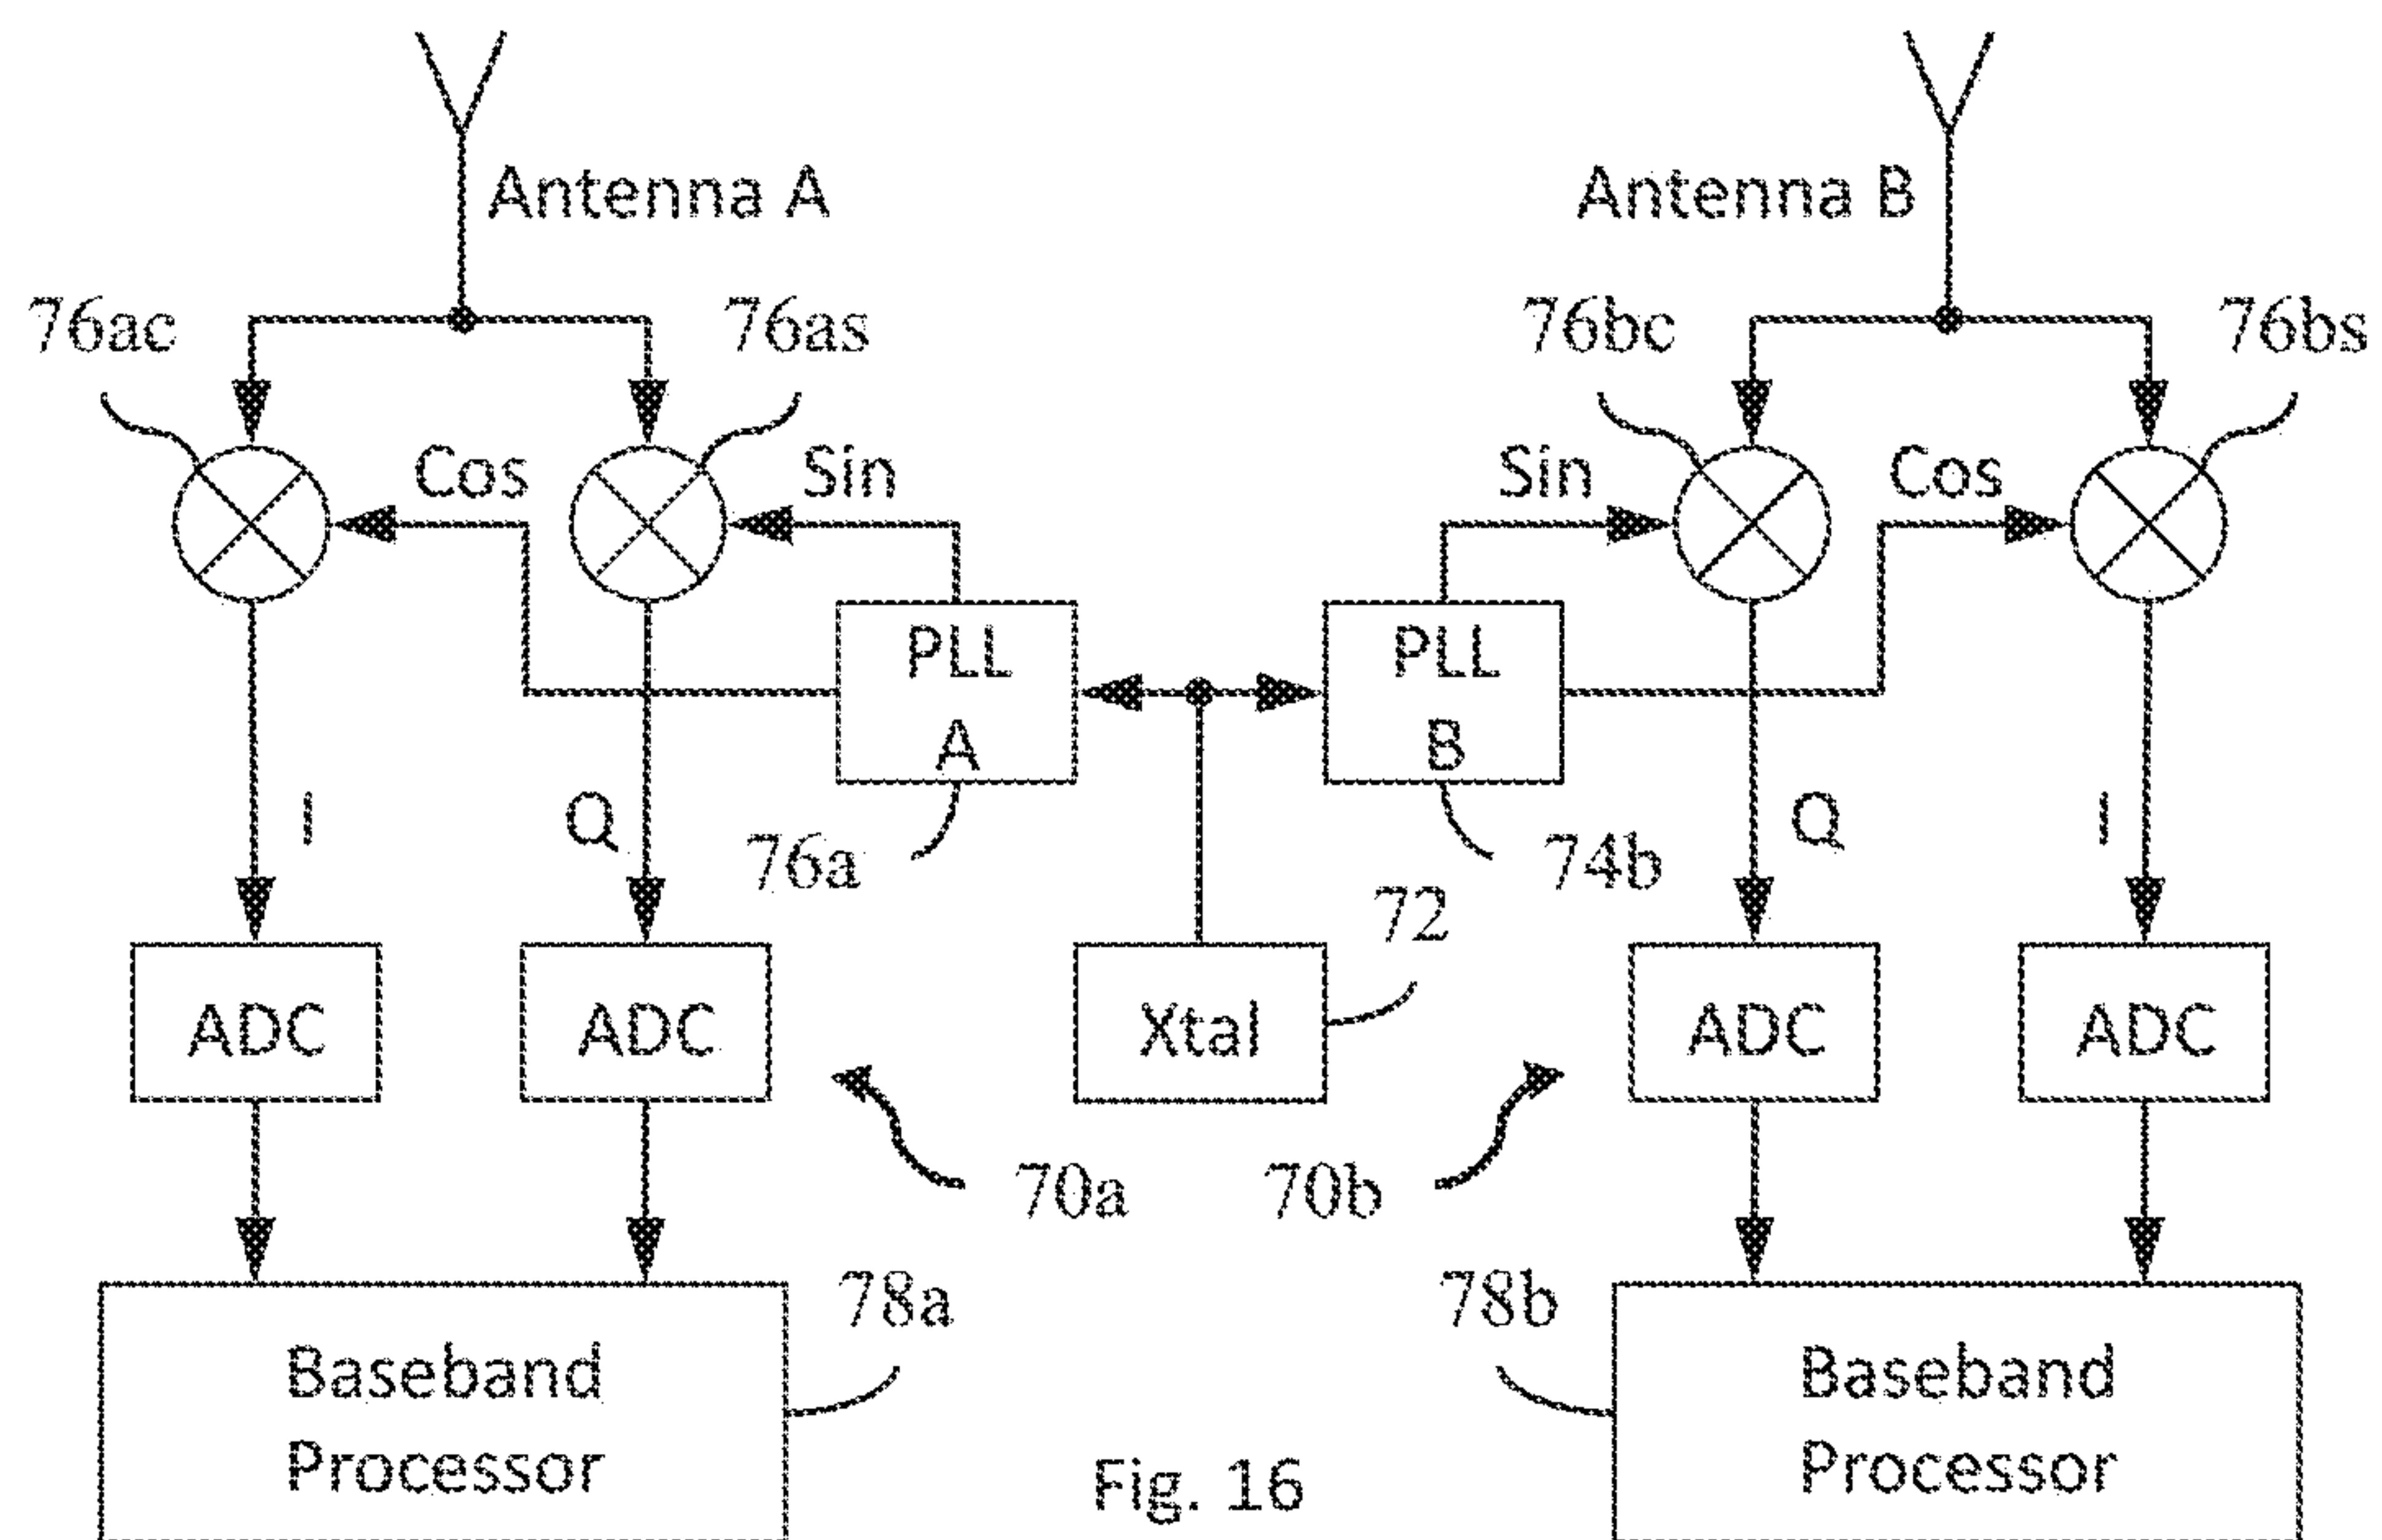 Antenna A
Antenna B
76ac
76as
76bc
76bs
Cos
Sin
Sin
Cos
PLL
A
PLL
B
I
Q
76a
74b
Q
I
72
ADC
ADC
Xtal
ADC
ADC
70a
70b
78a
78b
Baseband
Processor
Baseband
Processor
Fig. 16